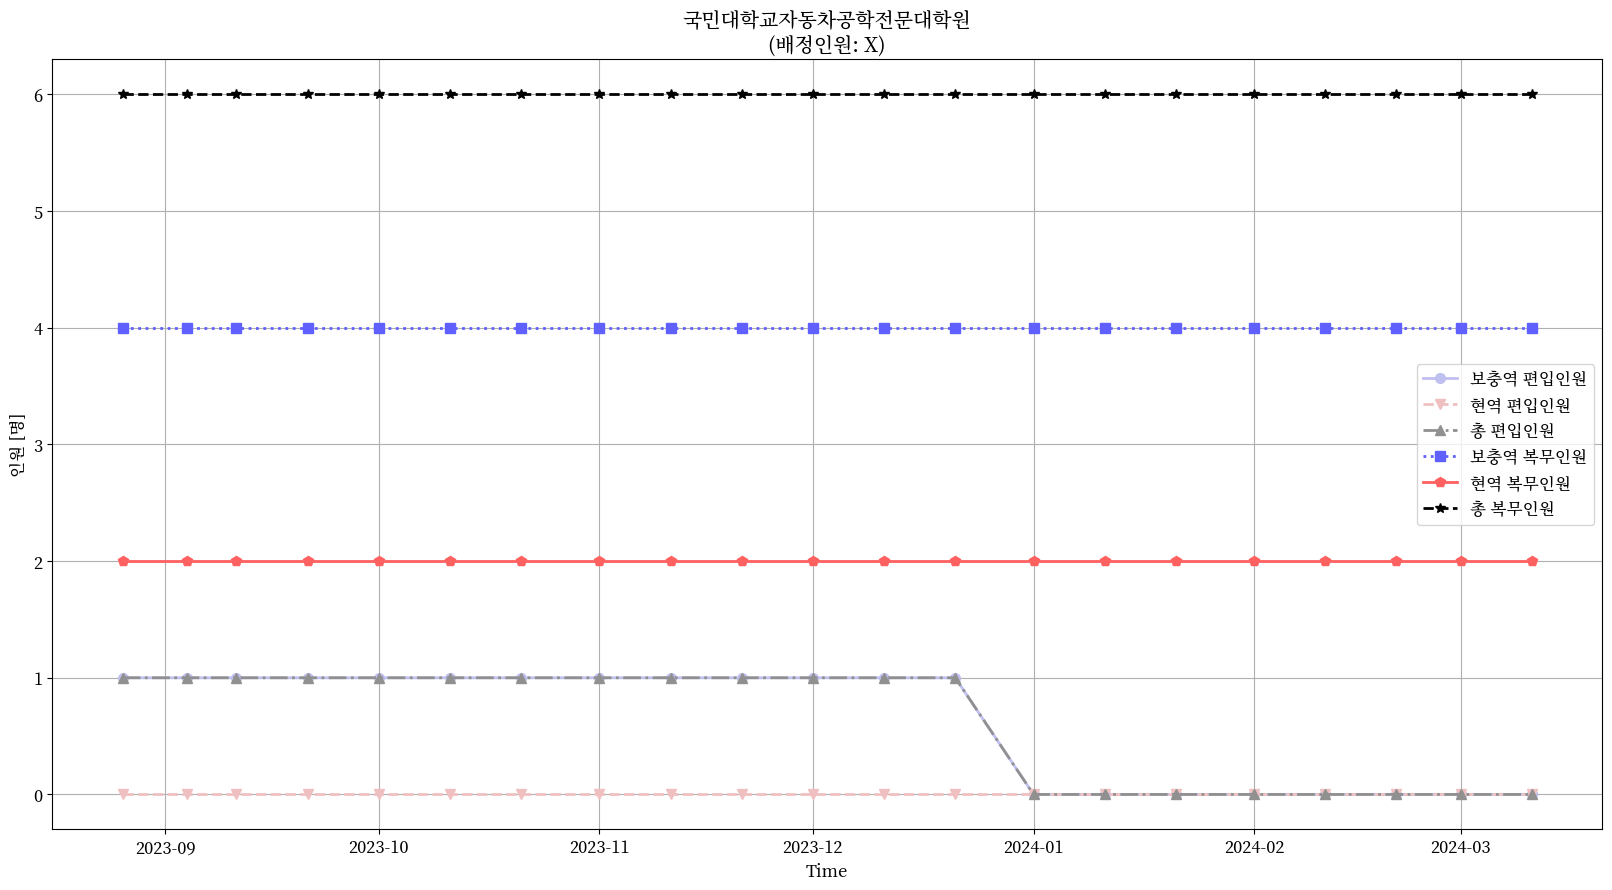 국민대학교자동차공학전문대학원
(배정인원: X)
6
5
4
3
2
1
0
인원 [명]
보충역 편입인원
현역 편입인원
총 편입인원
보충역 복무인원
현역 복무인원
총 복무인원
2023-09
2023-10
2023-11
2023-12
2024-01
2024-02
2024-03
Time